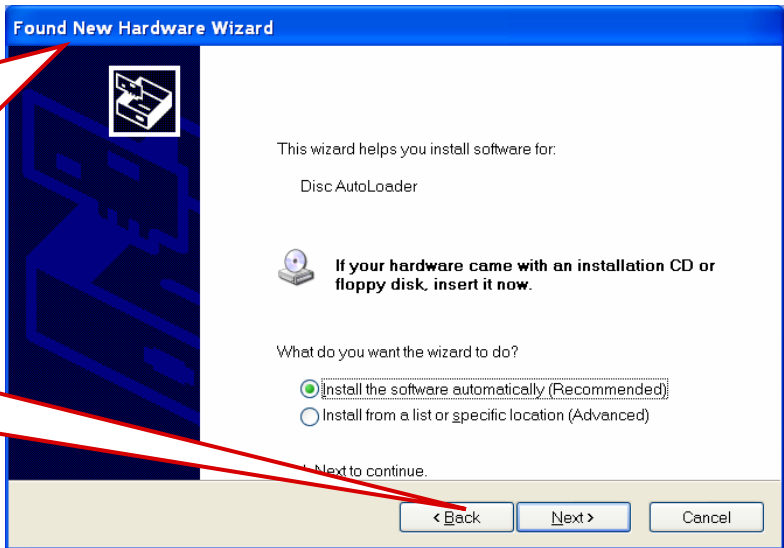 Found New Hardware Wizard
This wizard helps you install software for:
Disc AutoLoader
If your hardware came with an installation CD or
floppy disk, insert it now.
What do you want the wizard to do?
Install the software automatically (Recommended)
Install from a list or specific location (Advanced)
Next to continue.
< Back
Next >
Cancel